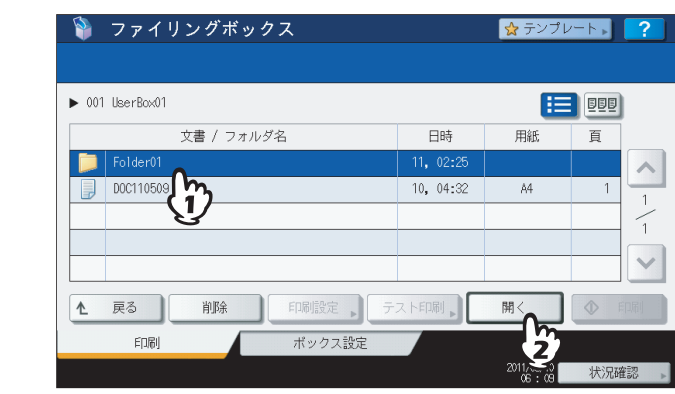 ファイリングボックス テンプレート ?
001 UserBox01
文書 / フォルダ名 日時 用紙 頁
Folder01 11, 02:25
DOC110509 10, 04:32 A4 1
1
1
1
戻る 削除 印刷設定 テスト印刷 開く 印刷
印刷 ボックス設定
2
2011/
06 : 09 状況確認